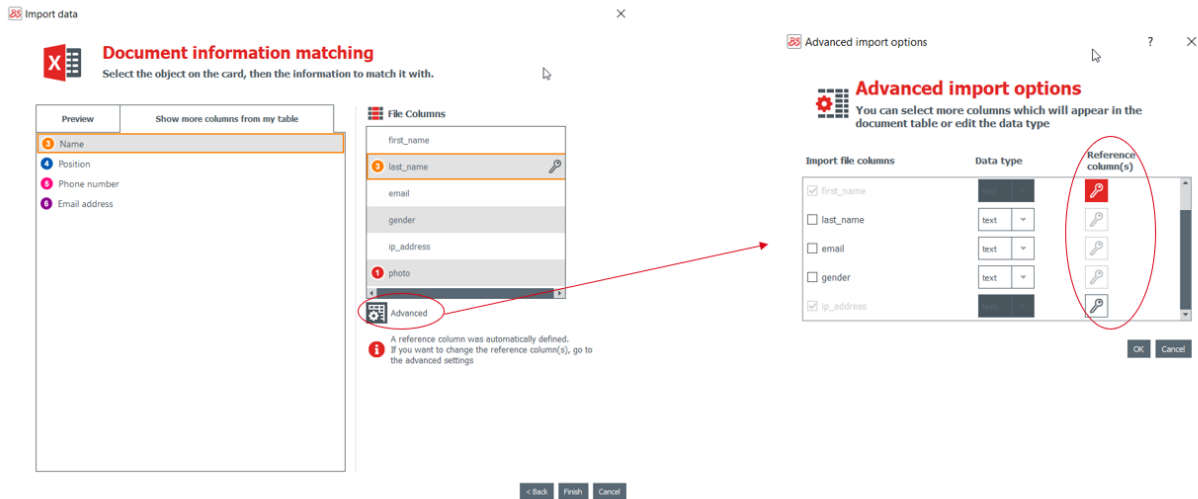 BS Import data
Document information matching
Select the object on the card, then the information to match it with.
Preview
Show more columns from my table
3 Name
4 Position
5 Phone number
6 Email address
File Columns
first_name
3 last_name
email
gender
ip_address
1 photo
Advanced
A reference column was automatically defined.
If you want to change the reference column(s), go to
the advanced settings
< Back
Finish
Cancel
BS Advanced import options
?
Advanced import options
You can select more columns which will appear in the
document table or edit the data type
Import file columns
Data type
Reference
column(s)
first_name
text
last_name
text
email
text
gender
text
ip_address
text
OK
Cancel